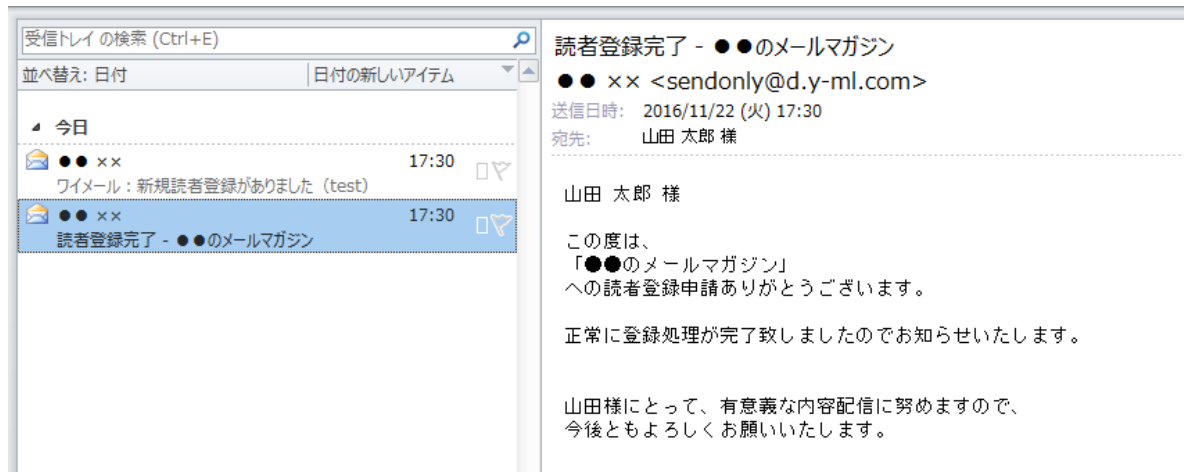 受信トレイ の検索 (Ctrl+E)
並べ替え: 日付
日付の新しいアイテム
今日
●● ×× 17:30
ワイメール：新規読者登録がありました（test）
●● ×× 17:30
読者登録完了 - ●●のメールマガジン
読者登録完了 - ●●のメールマガジン
●● ×× <sendonly@d.y-ml.com>
送信日時: 2016/11/22 (火) 17:30
宛先: 山田 太郎 様
山田 太郎 様
この度は、
「●●のメールマガジン」
への読者登録申請ありがとうございます。
正常に登録処理が完了致しましたのでお知らせいたします。
山田様にとって、有意義な内容配信に努めますので、
今後ともよろしくお願いいたします。